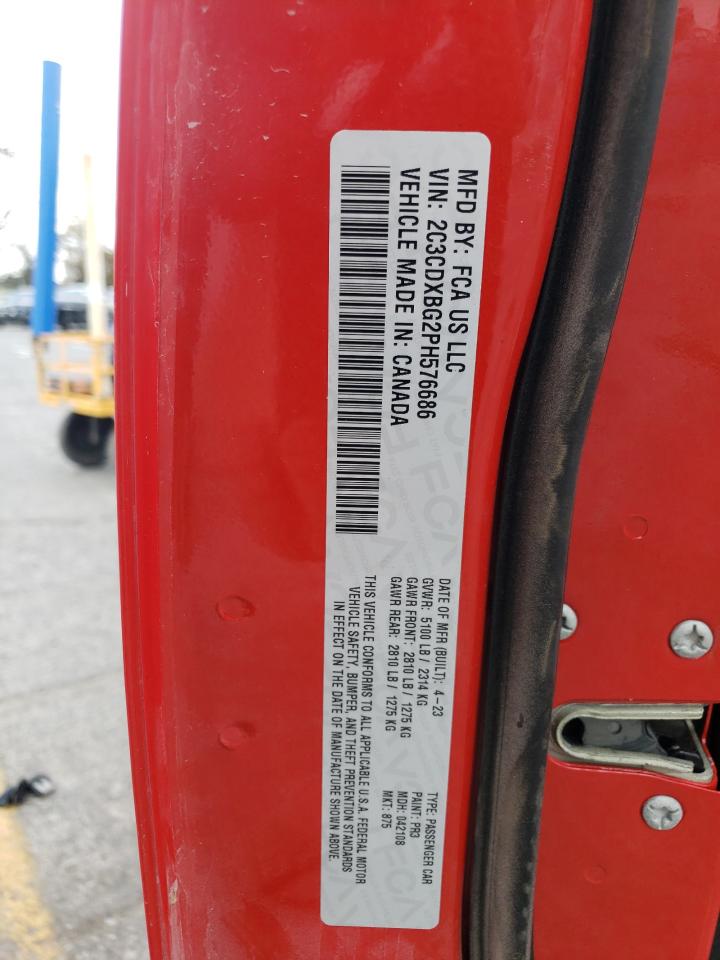 MFD BY: FCA US LLC
VIN: 2C3CDXBG2PH576686
VEHICLE MADE IN: CANADA
DATE OF MFR (BUILT): 4-23
GVWR: 5100 LB / 2314 KG
GAWR FRONT: 2810 LB / 1275 KG
GAWR REAR: 2810 LB / 1275 KG
THIS VEHICLE CONFORMS TO ALL APPLICABLE U.S.A. FEDERAL MOTOR
VEHICLE SAFETY, BUMPER, AND THEFT PREVENTION STANDARDS
IN EFFECT ON THE DATE OF MANUFACTURE SHOWN ABOVE.
TYPE: PASSENGER CAR
PAINT: PR3
MDH: 042108
MKT: 875
FCA